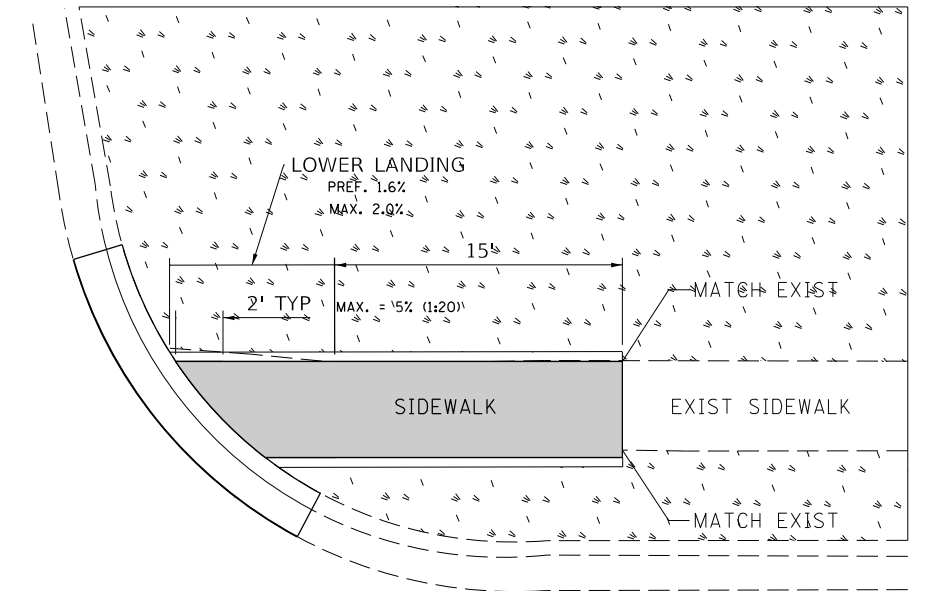 LOWER LANDING
PREF. 1.6%
MAX. 2.0%
15'
2' TYP
MAX. = 5% (1:20)
MATCH EXIST
SIDEWALK
EXIST SIDEWALK
MATCH EXIST